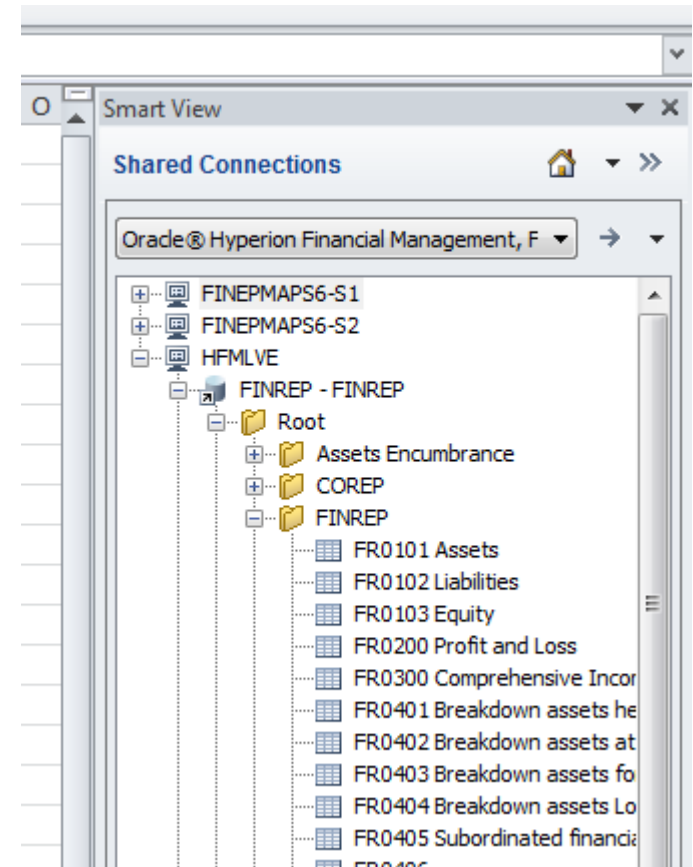 O
Smart View
Shared Connections
Oracle® Hyperion Financial Management, F
FINEPMAPS6-S1
FINEPMAPS6-S2
HFMLVE
FINREP - FINREP
Root
Assets Encumbrance
COREP
FINREP
FR0101 Assets
FR0102 Liabilities
FR0103 Equity
FR0200 Profit and Loss
FR0300 Comprehensive Incor
FR0401 Breakdown assets he
FR0402 Breakdown assets at
FR0403 Breakdown assets fo
FR0404 Breakdown assets Lo
FR0405 Subordinated financia